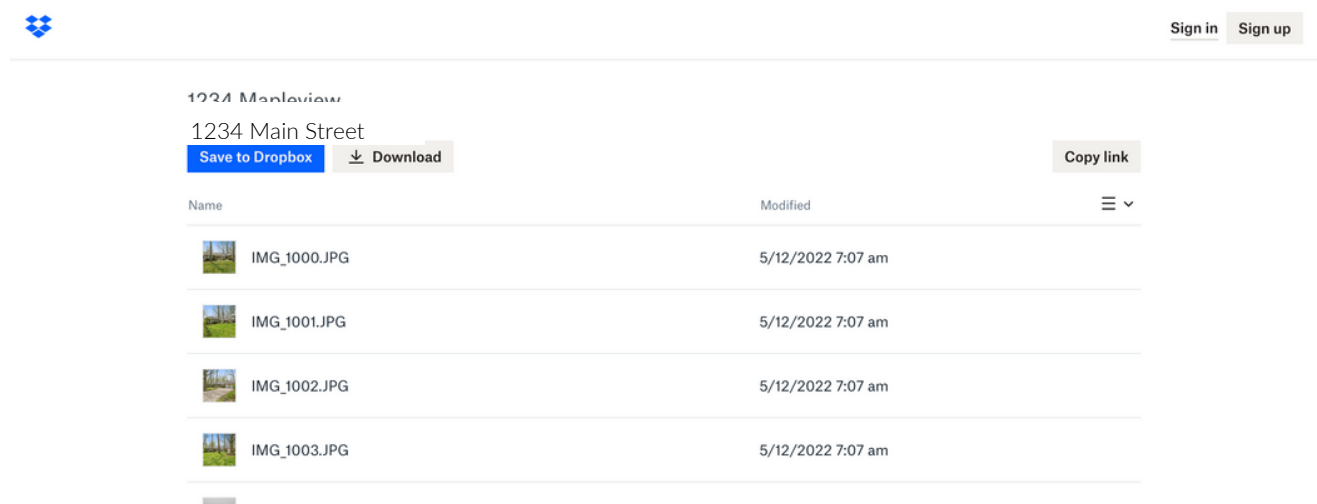 Sign in Sign up
1234 Mapleview
1234 Main Street
Save to Dropbox Download Copy link
Name Modified
IMG_1000.JPG 5/12/2022 7:07 am
IMG_1001.JPG 5/12/2022 7:07 am
IMG_1002.JPG 5/12/2022 7:07 am
IMG_1003.JPG 5/12/2022 7:07 am